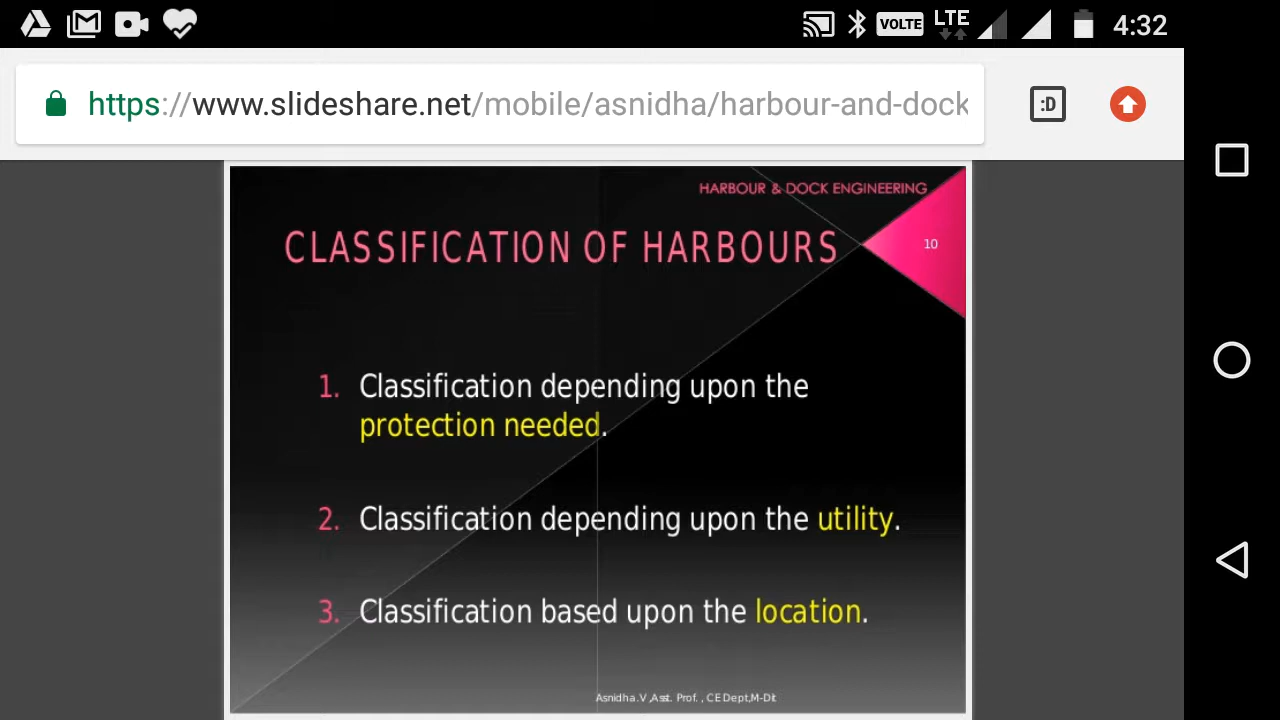 VOLTE LTE 4:32
https://www.slideshare.net/mobile/asnidha/harbour-and-dock :D
HARBOUR & DOCK ENGINEERING
CLASSIFICATION OF HARBOURS
10
1. Classification depending upon the
protection needed.
2. Classification depending upon the utility.
3. Classification based upon the location.
Asnidha.V ,Asst. Prof. , CE Dept,M-Dit